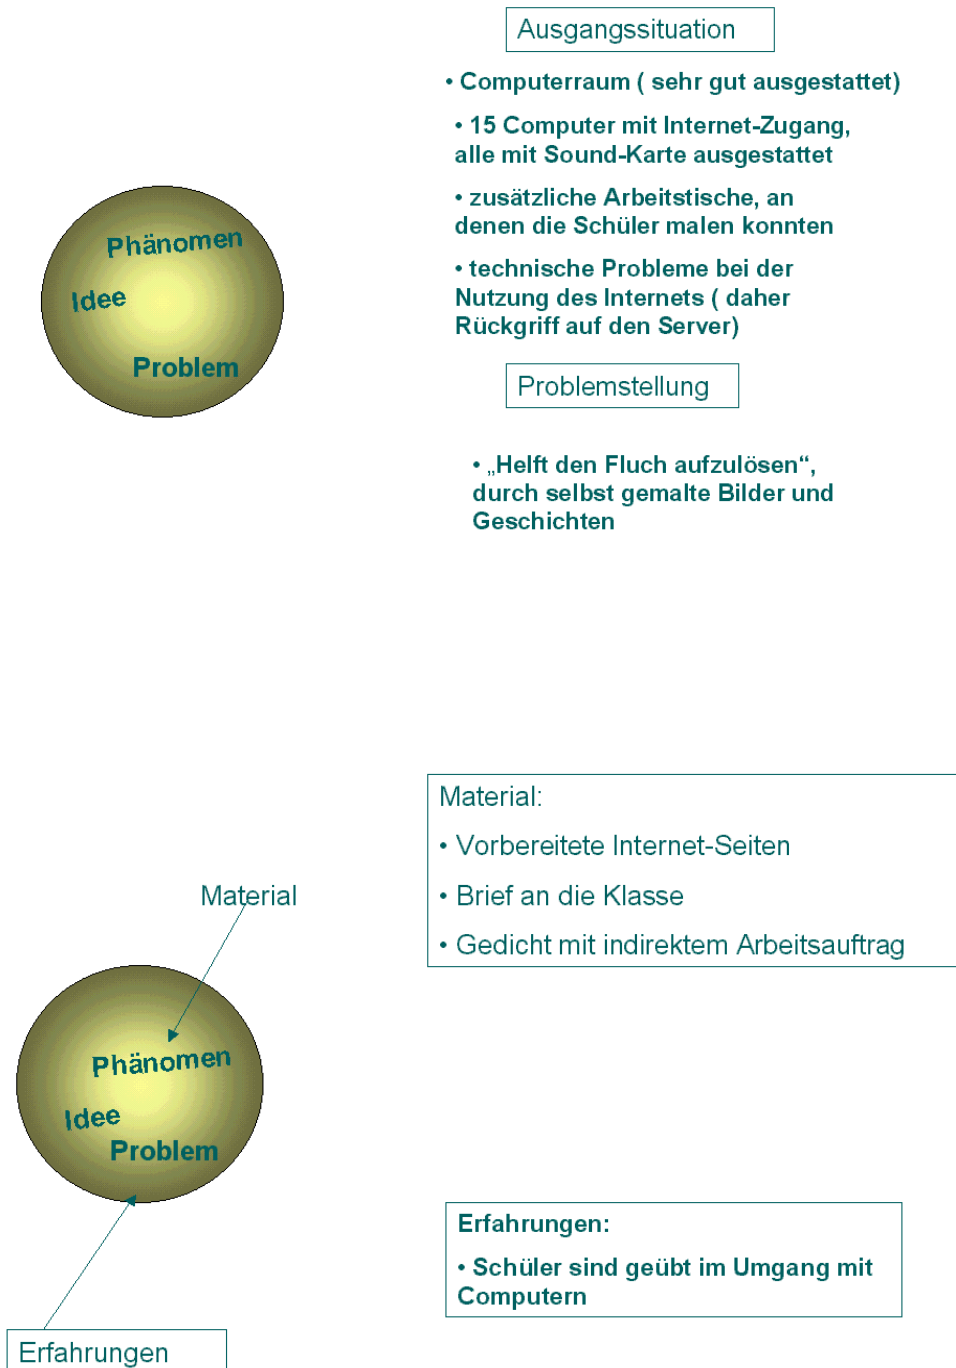 Ausgangssituation
• Computerraum ( sehr gut ausgestattet)
• 15 Computer mit Internet-Zugang,
alle mit Sound-Karte ausgestattet
• zusätzliche Arbeitstische, an
denen die Schüler malen konnten
• technische Probleme bei der
Nutzung des Internets ( daher
Rückgriff auf den Server)
Phänomen
Idee
Problem
Problemstellung
• „Helft den Fluch aufzulösen“,
durch selbst gemalte Bilder und
Geschichten
Material:
• Vorbereitete Internet-Seiten
• Brief an die Klasse
• Gedicht mit indirektem Arbeitsauftrag
Material
Phänomen
Idee
Problem
Erfahrungen:
• Schüler sind geübt im Umgang mit
Computern
Erfahrungen